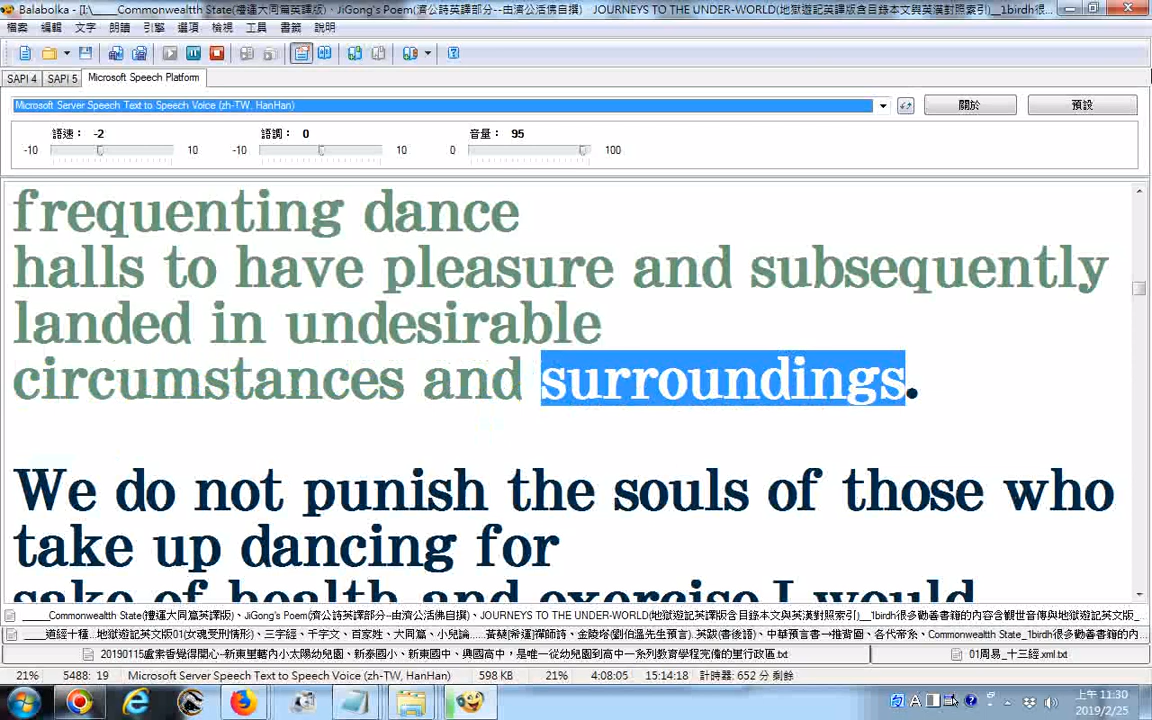 Balabolka - [I:\____Commonwealtth State(禮運大同篇英譯版)、JiGong's Poem(濟公詩英譯部分--由濟公活佛自撰)　JOURNEYS TO THE UNDER-WORLD(地獄遊記英譯版含目錄本文與英漢對照索引)__1birdh很...
檔案 編輯 文字 朗讀 引擎 選項 檢視 工具 書籤 說明
SAPI 4 SAPI 5 Microsoft Speech Platform
Microsoft Server Speech Text to Speech Voice (zh-TW, HanHan) 關於 預設
語速： -2 語調： 0 音量： 95
-10 10 -10 10 0 100
frequenting dance
halls to have pleasure and subsequently
landed in undesirable
circumstances and surroundings.
We do not punish the souls of those who
take up dancing for
sake of health and exercise I would
____Commonwealtth State(禮運大同篇英譯版)、JiGong's Poem(濟公詩英譯部分--由濟公活佛自撰)、JOURNEYS TO THE UNDER-WORLD(地獄遊記英譯版含目錄本文與英漢對照索引)__1birdh很多勸善書籍的內容含觀世音傳與地獄遊記英文版_
道經十種...地獄遊記英文版01(女魂受刑情形)、三字經、千字文、百家姓、大同篇、小兒論......黃蘗[希運]禪師詩、金陵塔(劉伯溫先生預言)、中華預言書--推背圖、各代帝系、Commonwealth State_1birdh很多勸善書籍的內...
20190115盧素香覺得開心--新東里轄內小太陽幼兒園、新泰國小、新東國中、興國高中，是唯一從幼兒園到高中一系列教育學程完備的里行政區.txt 01周易_十三經.xml.txt
21% 5488: 19 Microsoft Server Speech Text to Speech Voice (zh-TW, HanHan) 598 KB 21% 4:08:05 15:14:18 計時器: 652 分 剩餘
上午 11:30
2019/2/25